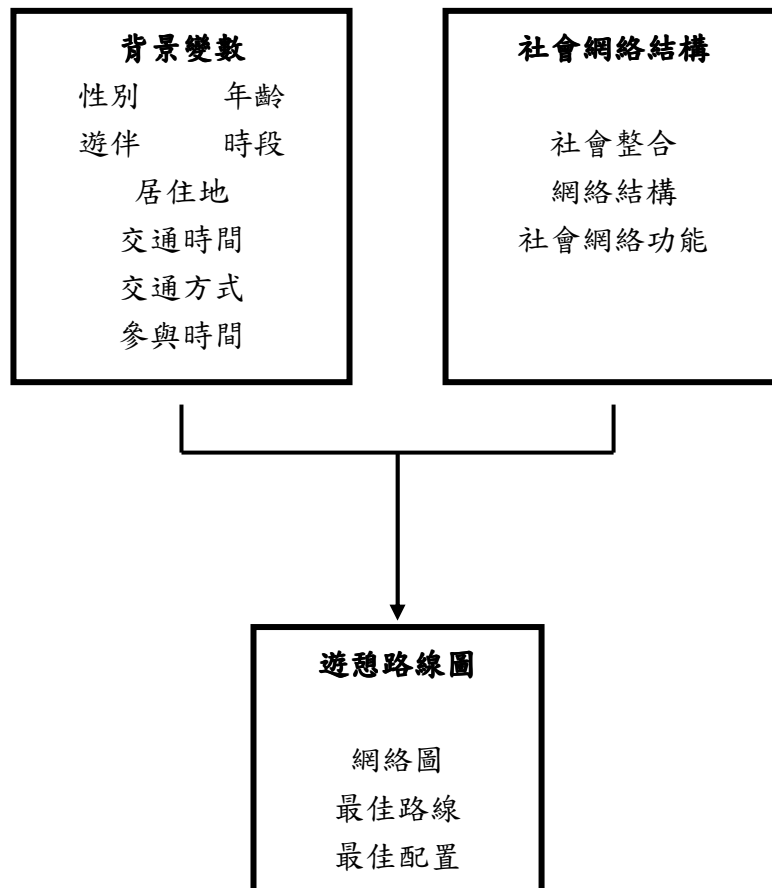 背景變數
性別 年齡
遊伴 時段
居住地
交通時間
交通方式
參與時間
社會網絡結構
社會整合
網絡結構
社會網絡功能
遊憩路線圖
網絡圖
最佳路線
最佳配置